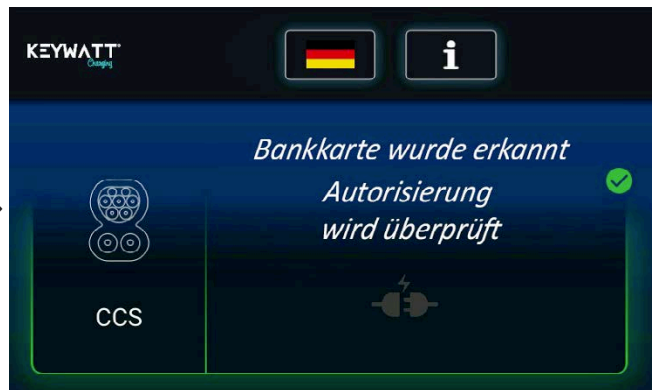 KEYWATT
Charging
i
Bankkarte wurde erkannt
Autorisierung
wird überprüft
CCS